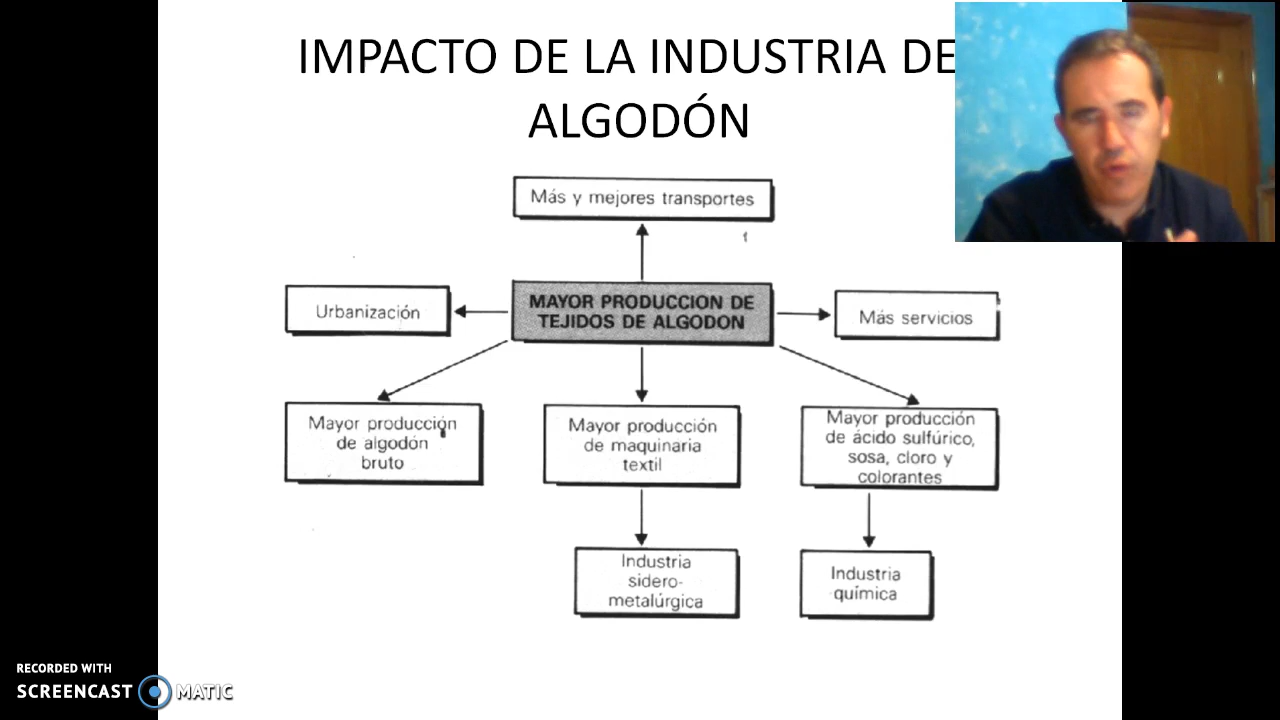 IMPACTO DE LA INDUSTRIA DE
ALGODÓN
Más y mejores transportes
Urbanización
MAYOR PRODUCCION DE
TEJIDOS DE ALGODON
Más servicios
Mayor producción
de algodón
bruto
Mayor producción
de maquinaria
textil
Mayor producción
de ácido sulfúrico,
sosa, cloro y
colorantes
Industria
sidero-
metalúrgica
Industria
química
RECORDED WITH
SCREENCAST MATIC